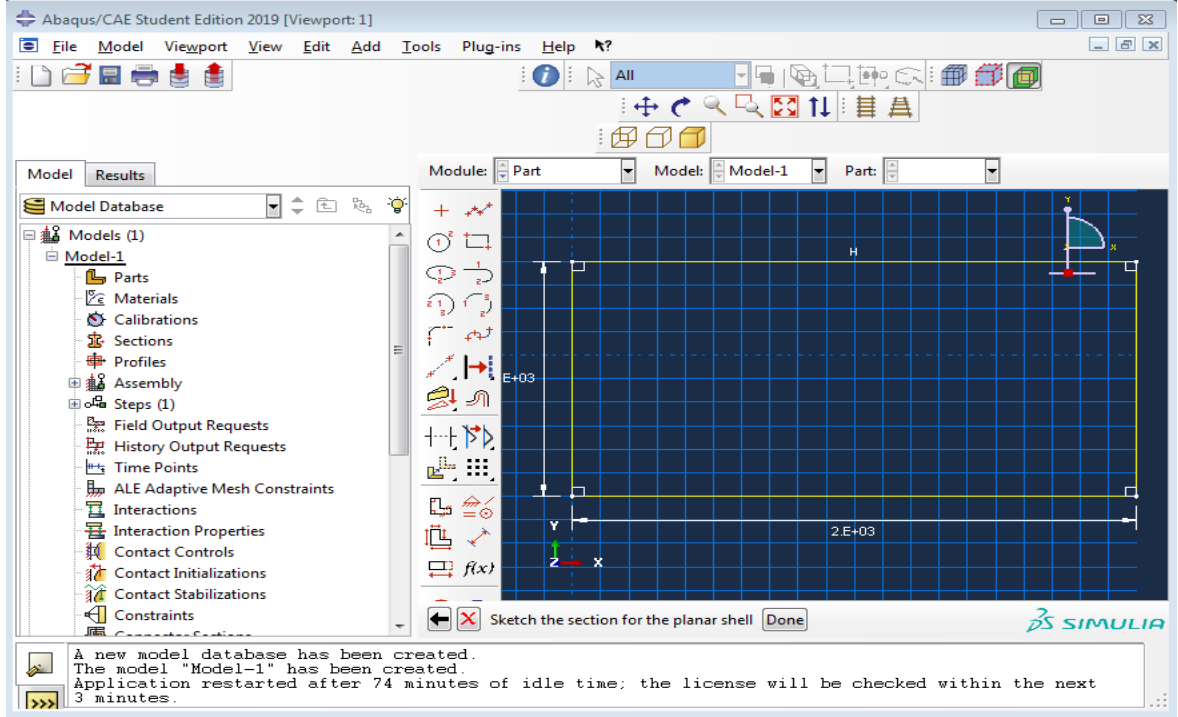 Abaqus/CAE Student Edition 2019 [Viewport: 1]
File Model Viewport View Edit Add Tools Plug-ins Help
All
Model Results
Module: Part Model: Model-1 Part:
Model Database
Models (1)
Model-1
Parts
Materials
Calibrations
Sections
Profiles
Assembly
Steps (1)
Field Output Requests
History Output Requests
Time Points
ALE Adaptive Mesh Constraints
Interactions
Interaction Properties
Contact Controls
Contact Initializations
Contact Stabilizations
Constraints
f(x)
Y
X
H
E+03
2.E+03
Y
Z X
Sketch the section for the planar shell Done
SIMULIA
A new model database has been created.
The model "Model-1" has been created.
Application restarted after 74 minutes of idle time; the license will be checked within the next
3 minutes.
>>>